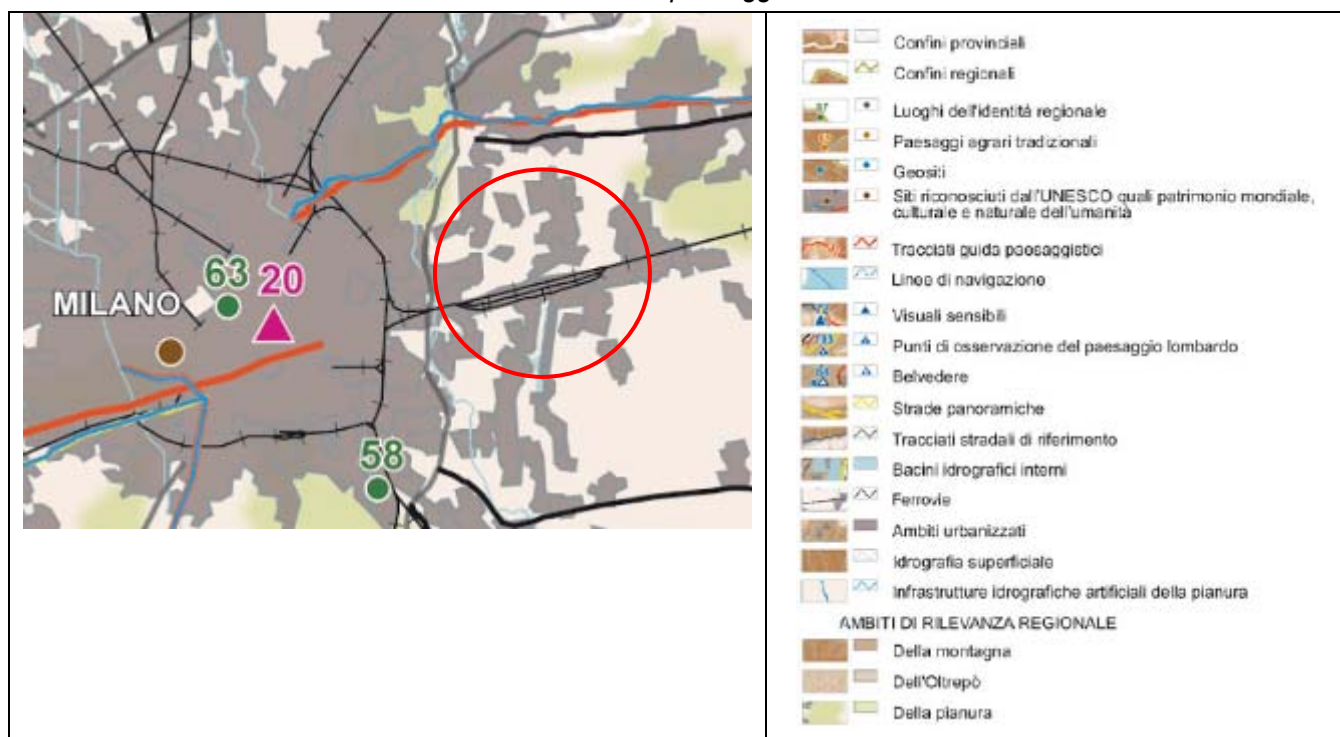 63
20
MILANO
58
Confini provinciali
Confini regionali
Luoghi dell'identità regionale
Paesaggi agrari tradizionali
Geositi
Siti riconosciuti dall'UNESCO quali patrimonio mondiale,
culturale e naturale dell'umanità
Tracciati guida paesaggistici
Linee di navigazione
Visuali sensibili
Punti di osservazione del paesaggio lombardo
Belvedere
Strade panoramiche
Tracciati stradali di riferimento
Bacini idrografici interni
Ferrovie
Ambiti urbanizzati
Idrografia superficiale
Infrastrutture idrografiche artificiali della pianura
AMBITI DI RILEVANZA REGIONALE
Della montagna
Dell'Oltrepò
Della pianura